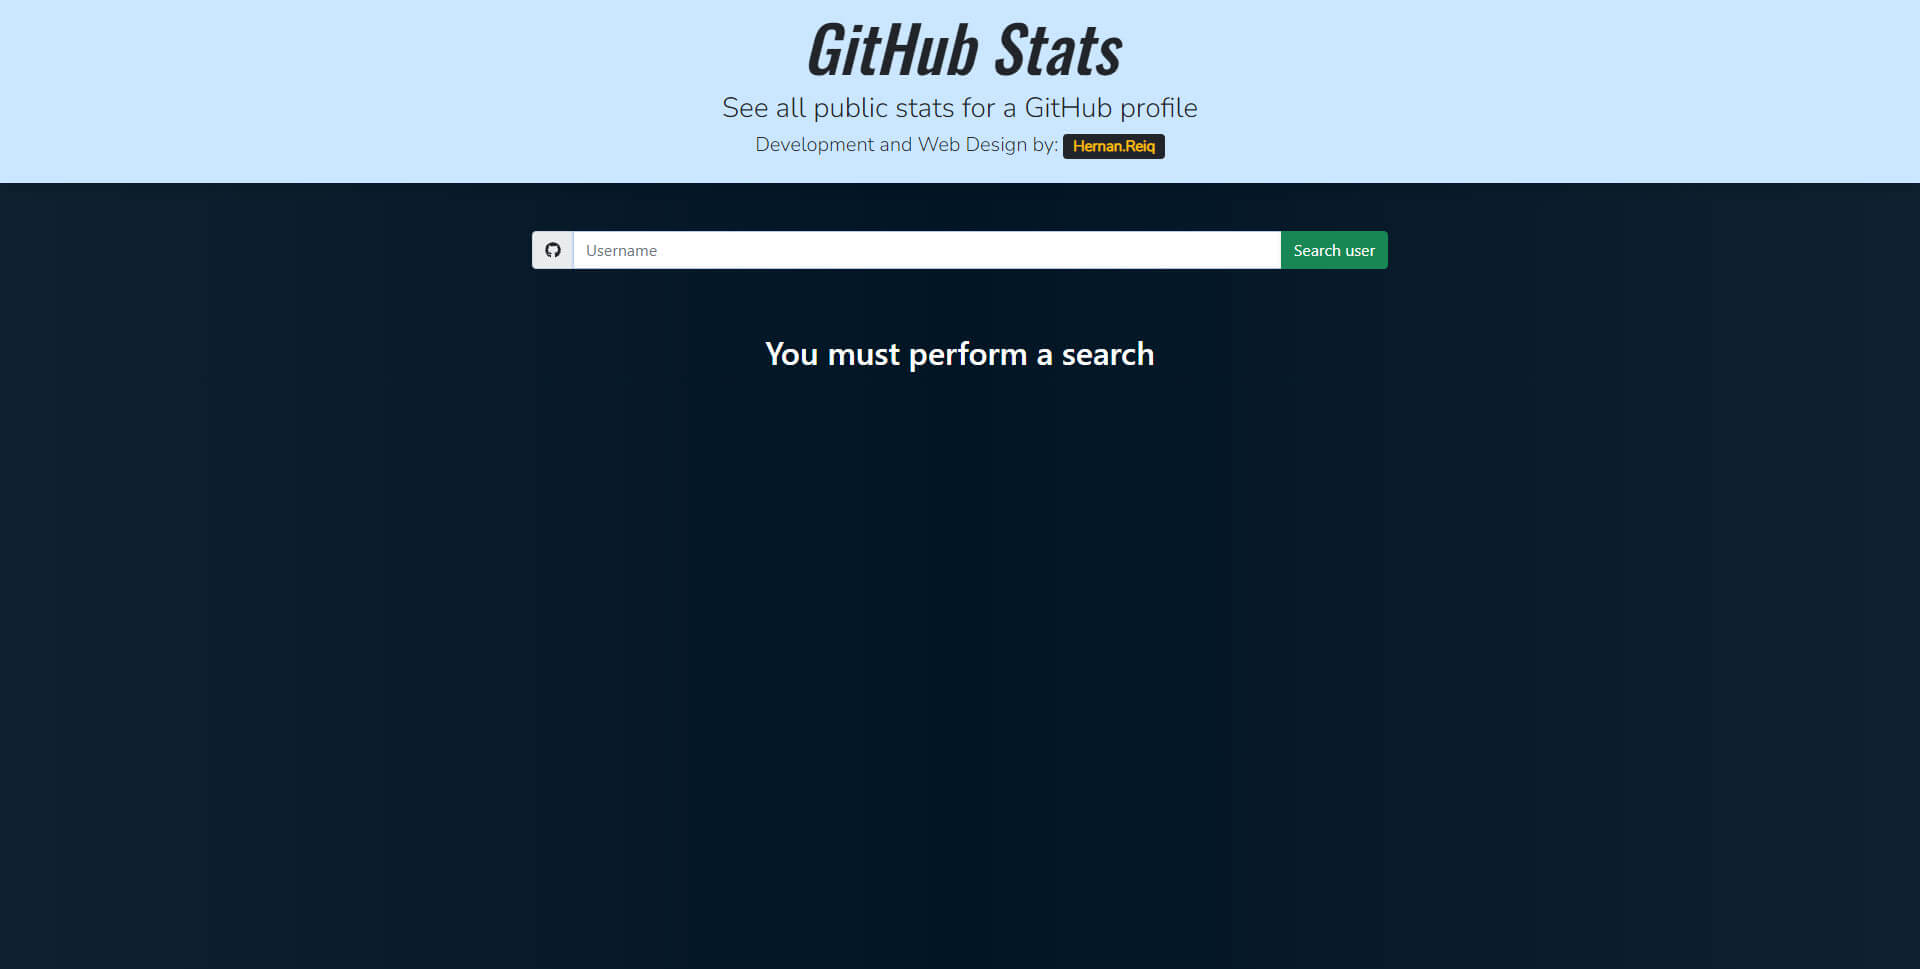 GitHub Stats
See all public stats for a GitHub profile
Development and Web Design by: Hernan.Reiq
Username Search user
You must perform a search